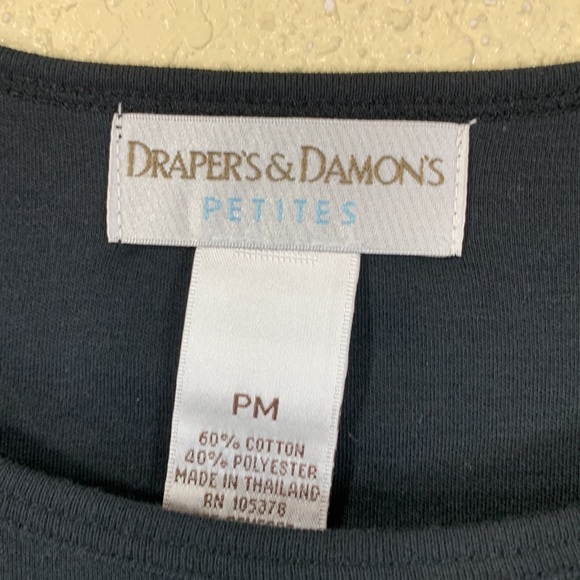 DRAPER'S & DAMON'S
PETITES
PM
60% COTTON
40% POLYESTER
MADE IN THAILAND
RN 105378